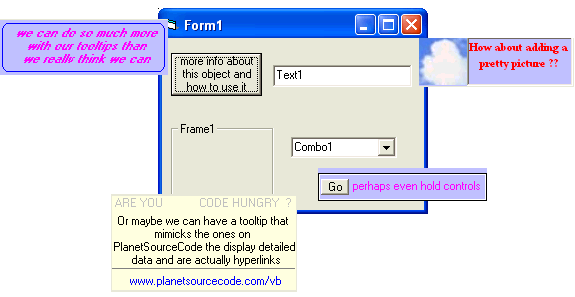 we can do so much more
with our tooltips than
we really think we can
Form1
more info about
this object and
how to use it
Text1
How about adding a
pretty picture ??
Frame1
Combo1
Go perhaps even hold controls
ARE YOU CODE HUNGRY ?
Or maybe we can have a tooltip that
mimicks the ones on
PlanetSourceCode the display detailed
data and are actually hyperlinks
www.planetsourcecode.com/vb